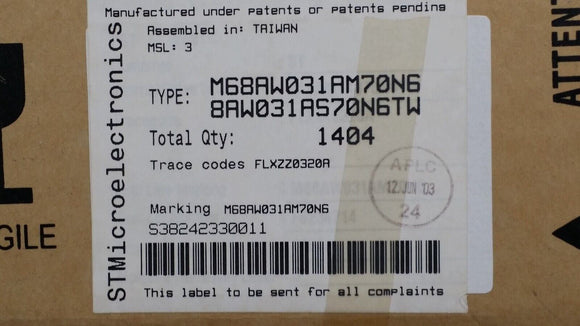 Manufactured under patents or patents pending
Assembled in: TAIWAN
MSL: 3
STMicroelectronics
TYPE: M68AW031AM70N6
8AW031AS70N6TW
Total Qty: 1404
Trace codes FLXZZ0320A
APLC
12 JUN '03
24
Marking M68AW031AM70N6
S38242330011
This label to be sent for all complaints
GILE
ATTEN